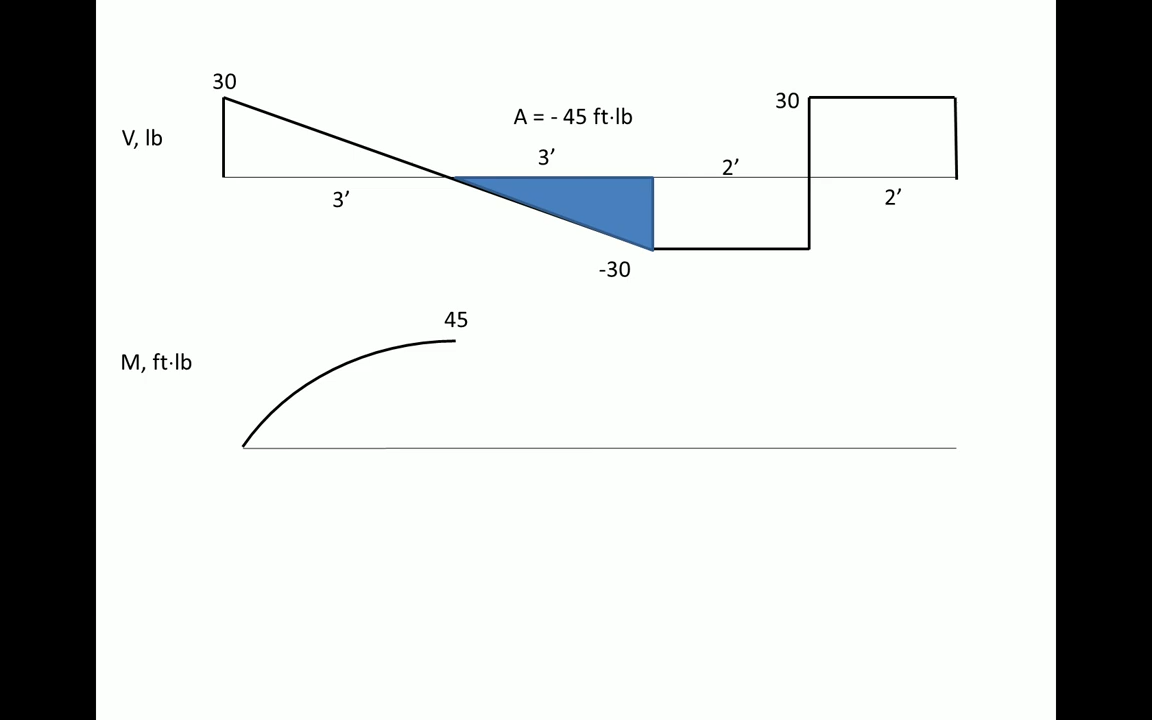 30
V, lb
A = - 45 ft·lb
3’
30
2’
3’
2’
-30
45
M, ft·lb